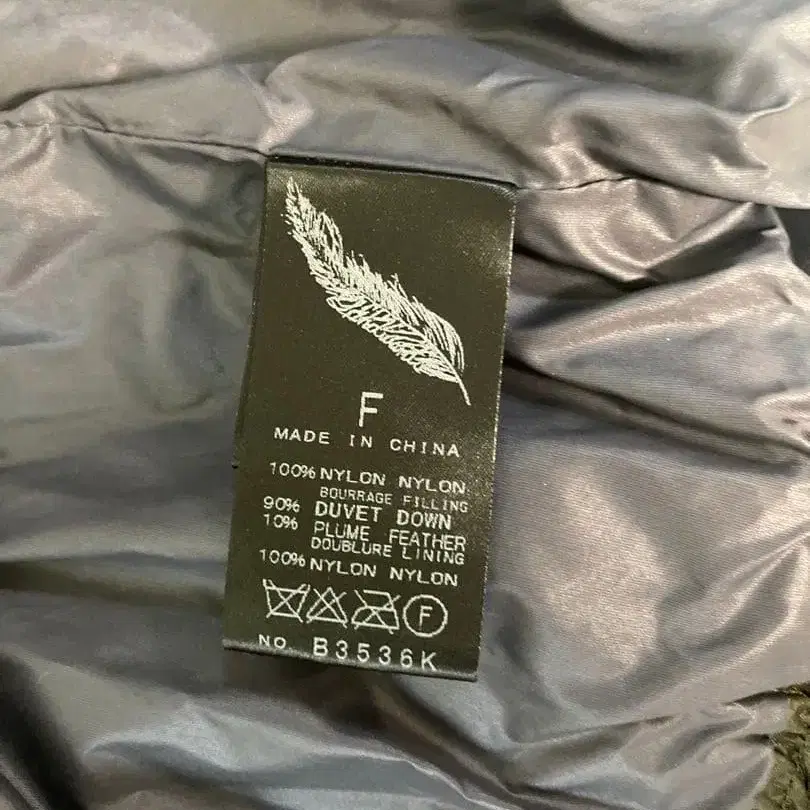 F
MADE IN CHINA
100% NYLON NYLON
BOURRAGE FILLING
90% DUVET DOWN
10% PLUME FEATHER
DOUBLURE LINING
100% NYLON NYLON
F
NO. B3536K